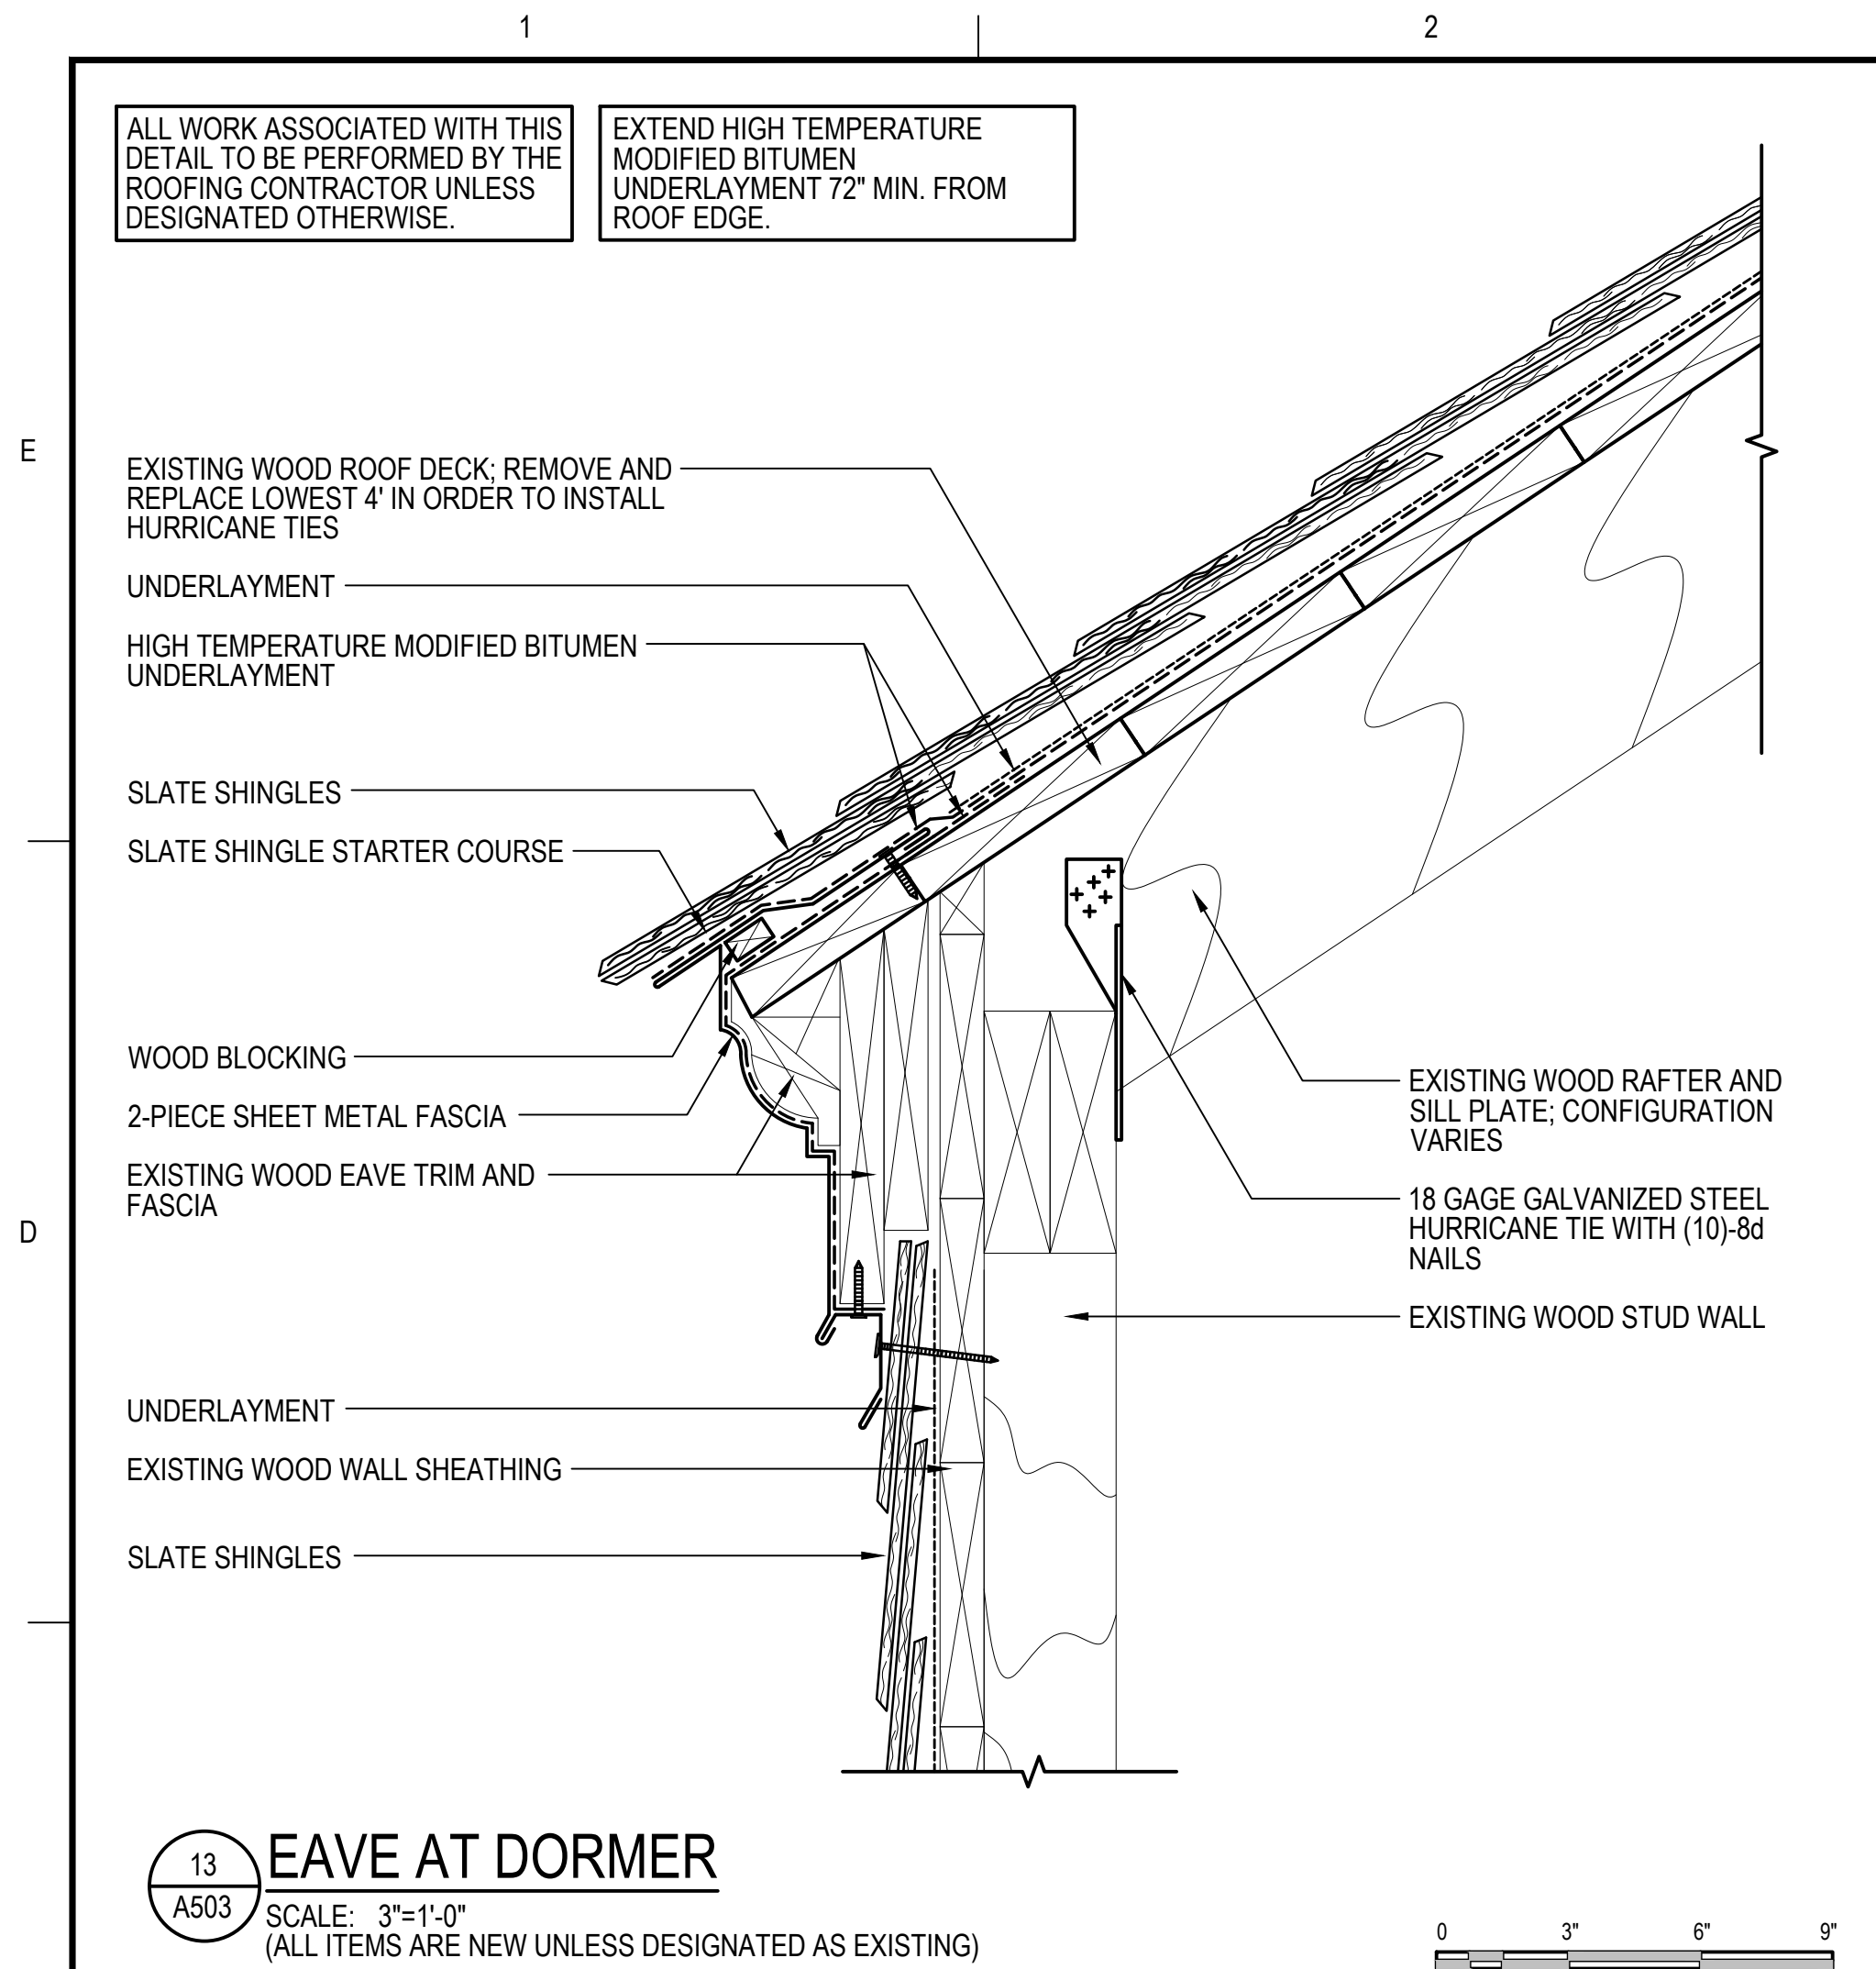 1
2
ALL WORK ASSOCIATED WITH THIS
DETAIL TO BE PERFORMED BY THE
ROOFING CONTRACTOR UNLESS
DESIGNATED OTHERWISE.
EXTEND HIGH TEMPERATURE
MODIFIED BITUMEN
UNDERLAYMENT 72" MIN. FROM
ROOF EDGE.
E
EXISTING WOOD ROOF DECK; REMOVE AND
REPLACE LOWEST 4' IN ORDER TO INSTALL
HURRICANE TIES
UNDERLAYMENT
HIGH TEMPERATURE MODIFIED BITUMEN
UNDERLAYMENT
SLATE SHINGLES
SLATE SHINGLE STARTER COURSE
WOOD BLOCKING
2-PIECE SHEET METAL FASCIA
EXISTING WOOD EAVE TRIM AND
FASCIA
D
EXISTING WOOD RAFTER AND
SILL PLATE; CONFIGURATION
VARIES
18 GAGE GALVANIZED STEEL
HURRICANE TIE WITH (10)-8d
NAILS
EXISTING WOOD STUD WALL
UNDERLAYMENT
EXISTING WOOD WALL SHEATHING
SLATE SHINGLES
13
A503
EAVE AT DORMER
SCALE: 3"=1'-0"
(ALL ITEMS ARE NEW UNLESS DESIGNATED AS EXISTING)
0 3" 6" 9"